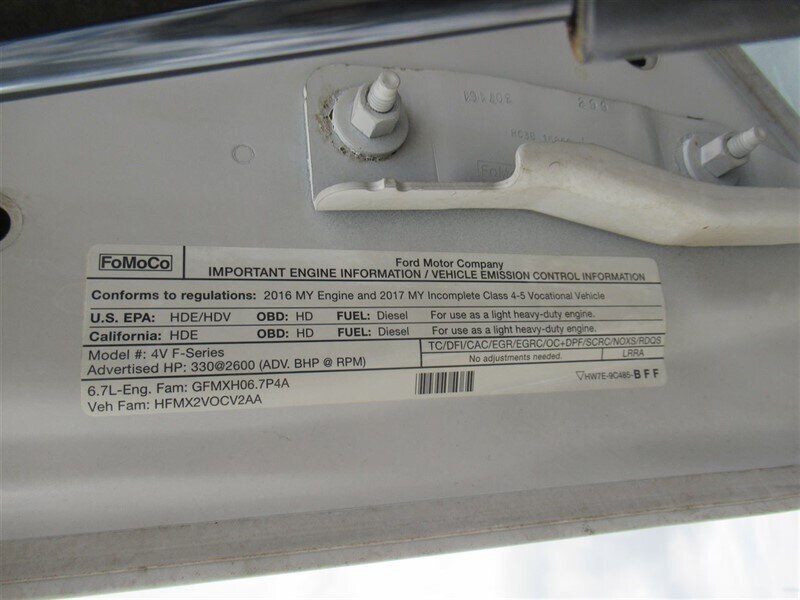 307161
HC3B
FoMoCo
FoMoCo
Ford Motor Company
IMPORTANT ENGINE INFORMATION / VEHICLE EMISSION CONTROL INFORMATION
Conforms to regulations: 2016 MY Engine and 2017 MY Incomplete Class 4-5 Vocational Vehicle
U.S. EPA: HDE/HDV OBD: HD FUEL: Diesel For use as a light heavy-duty engine.
California: HDE OBD: HD FUEL: Diesel For use as a light heavy-duty engine.
Model #: 4V F-Series TC/DFI/CAC/EGR/EGRC/OC+DPF/SCRC/NOXS/RDQS
Advertised HP: 330@2600 (ADV. BHP @ RPM) No adjustments needed. LRRA
6.7L-Eng. Fam: GFMXH06.7P4A HW7E-9C485-BFF
Veh Fam: HFMX2VOCV2AA